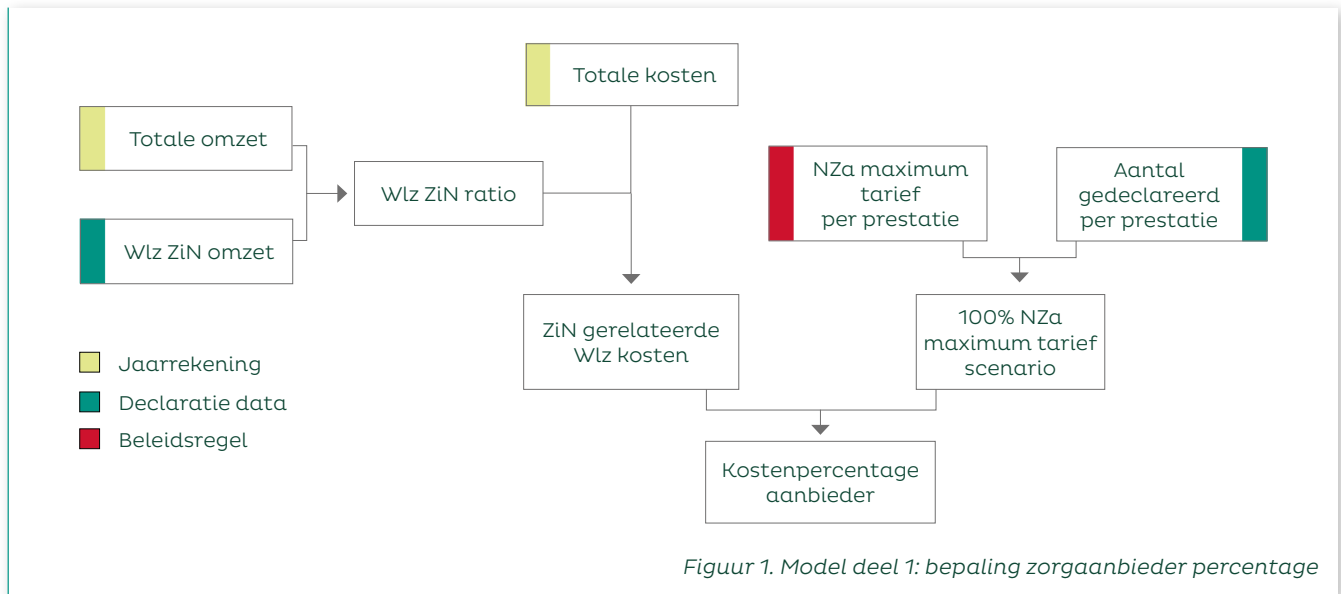 Totale kosten
Totale omzet
Wlz ZiN ratio
Wlz ZiN omzet
NZa maximum
tarief
per prestatie
Aantal
gedeclareerd
per prestatie
ZiN gerelateerde
Wlz kosten
100% NZa
maximum tarief
scenario
Jaarrekening
Declaratie data
Beleidsregel
Kostenpercentage
aanbieder
Figuur 1. Model deel 1: bepaling zorgaanbieder percentage